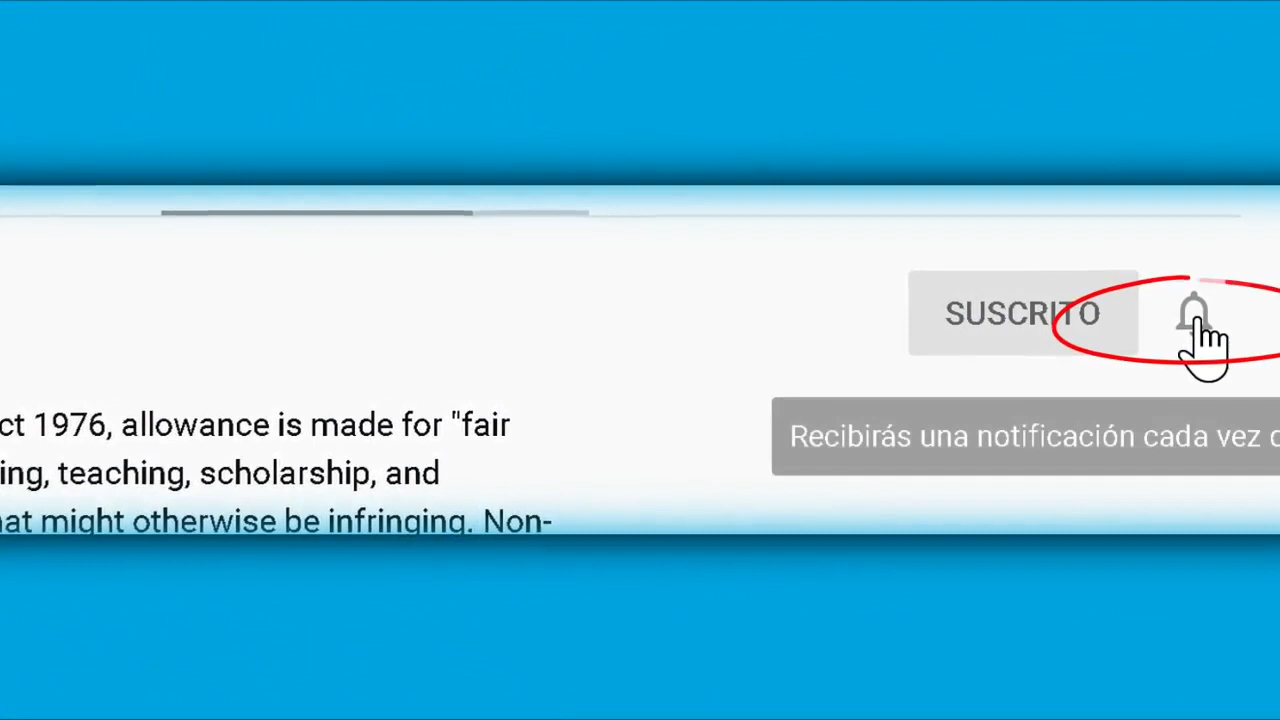 SUSCRITO
ct 1976, allowance is made for "fair
Recibirás una notificación cada vez
ing, teaching, scholarship, and
hat might otherwise be infringing. Non-